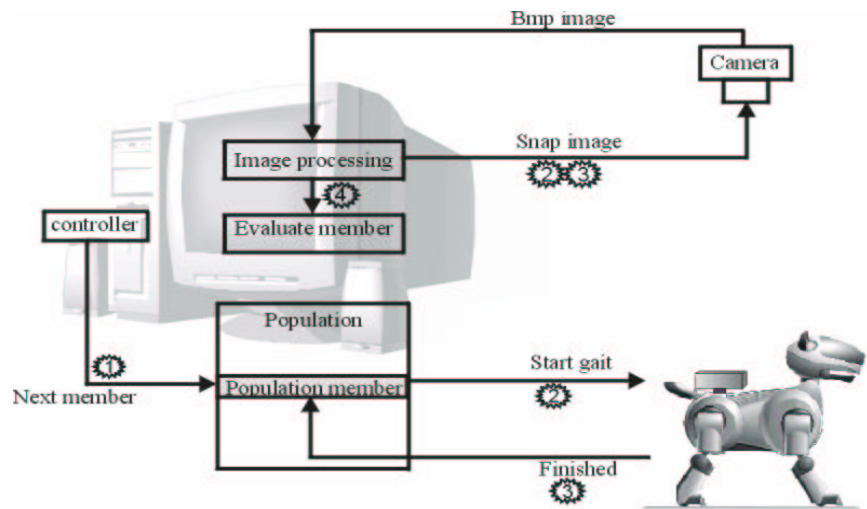 Bmp image
Camera
Snap image
2 3
Image processing
4
controller
Evaluate member
Population
1
Next member
Population member
Start gait
2
Finished
3